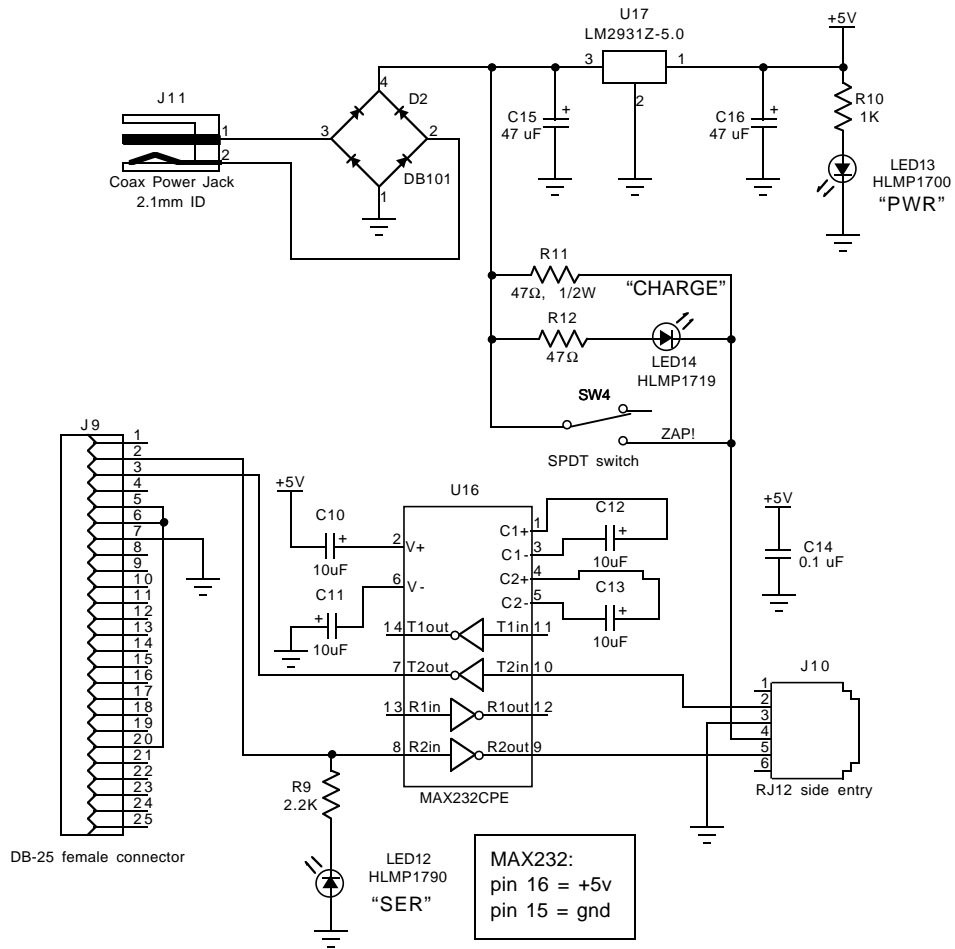 U17
LM2931Z-5.0
+5V
3
1
2
J11
1
2
Coax Power Jack
2.1mm ID
4
D2
3
2
DB101
1
C15
+
47 uF
C16
+
47 uF
R10
1K
LED13
HLMP1700
“PWR”
R11
47Ω, 1/2W
“CHARGE”
R12
47Ω
LED14
HLMP1719
SW4
ZAP!
SPDT switch
J9
1
2
3
4
5
6
7
8
9
10
11
12
13
14
15
16
17
18
19
20
21
22
23
24
25
DB-25 female connector
+5V
C10
+
10uF
C11
+
10uF
U16
2 V+
6 V-
C1+ 1
C1- 3
C2+ 4
C2- 5
C12
+
10uF
C13
+
10uF
14 T1out T1in 11
7 T2out T2in 10
13 R1in R1out 12
8 R2in R2out 9
MAX232CPE
+5V
C14
0.1 uF
J10
1
2
3
4
5
6
RJ12 side entry
R9
2.2K
LED12
HLMP1790
“SER”
MAX232:
pin 16 = +5v
pin 15 = gnd